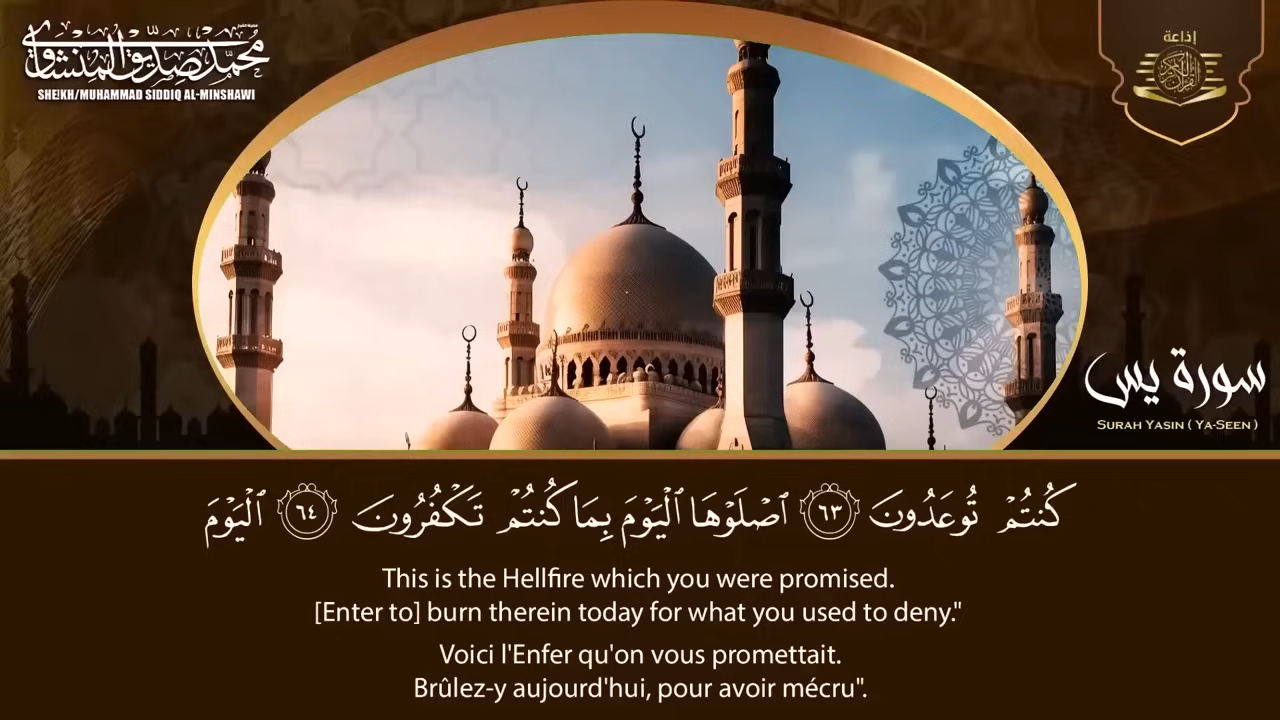 محمد صديق المنشاوي
SHEIKH/MUHAMMAD SIDDIQ AL-MINSHAWI
إذاعة
القرآن الكريم
سورة يس
SURAH YASIN ( YA-SEEN )
كُنتُمْ تُوعَدُونَ ٦٣ ٱصْلَوْهَا ٱلْيَوْمَ بِمَا كُنتُمْ تَكْفُرُونَ ٦٤ ٱلْيَوْمَ
This is the Hellfire which you were promised.
[Enter to] burn therein today for what you used to deny."
Voici l'Enfer qu'on vous promettait.
Brûlez-y aujourd'hui, pour avoir mécru".